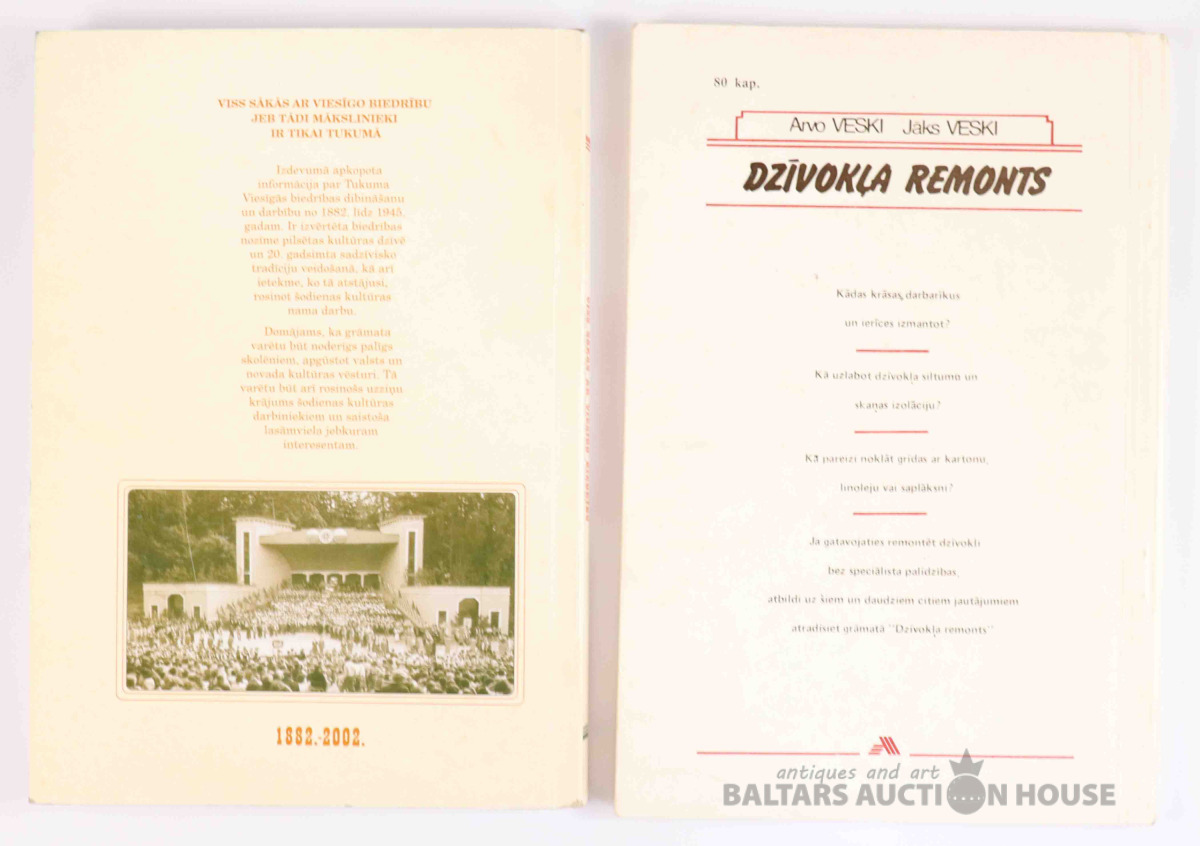 VISS SĀKĀS AR VIESĪGO BIEDRĪBU
JEB TĀDI MĀKSLINIEKI
IR TIKAI TUKUMĀ
Izdevumā apkopota
informācija par Tukuma
Viesīgās biedrības dibināšanu
un darbību no 1882. līdz 1945.
gadam. Ir izvērtēta biedrības
nozīme pilsētas kultūras dzīvē
un 20. gadsimta sadzīvisko
tradīciju veidošanā, kā arī
ietekme, ko tā atstājusi,
rosinot šodienas kultūras
nama darbu.
Domājams, ka grāmata
varētu būt noderīgs palīgs
skolēniem, apgūstot valsts un
novada kultūras vēsturi. Tā
varētu būt arī rosinošs uzziņu
krājums šodienas kultūras
darbiniekiem un saistoša
lasāmviela jebkuram
interesentam.
1882.-2002.
80 kap.
Arvo VESKI Jāks VESKI
DZĪVOKĻA REMONTS
Kādas krāsas, darbarīkus
un ierīces izmantot?
Kā uzlabot dzīvokļa siltumu un
skaņas izolāciju?
Kā pareizi noklāt grīdas ar kartonu,
linoleju vai saplāksni?
Ja gatavojaties remontēt dzīvokli
bez speciālista palīdzības,
atbildi uz šiem un daudziem citiem jautājumiem
atradīsiet grāmatā "Dzīvokļa remonts"
antiques and art
BALTARS AUCTION HOUSE